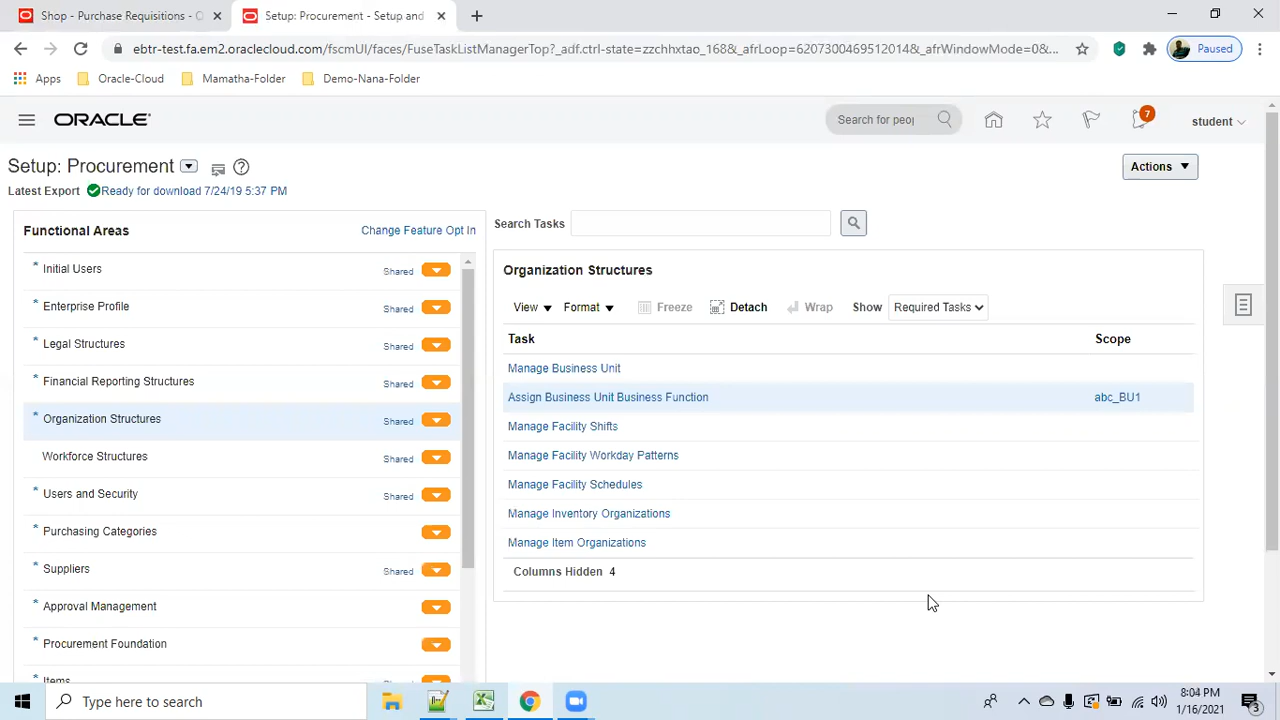 Shop - Purchase Requisitions - O
Setup: Procurement - Setup and
ebtr-test.fa.em2.oraclecloud.com/fscmUI/faces/FuseTaskListManagerTop?_adf.ctrl-state=zzchhxtao_168&_afrLoop=6207300469512014&_afrWindowMode=0&...
Paused
Apps
Oracle-Cloud
Mamatha-Folder
Demo-Nana-Folder
ORACLE
Search for peop
7
student
Setup: Procurement
Actions
Latest Export Ready for download 7/24/19 5:37 PM
Functional Areas
Change Feature Opt In
* Initial Users Shared
* Enterprise Profile Shared
* Legal Structures Shared
* Financial Reporting Structures Shared
* Organization Structures Shared
Workforce Structures Shared
* Users and Security Shared
* Purchasing Categories
* Suppliers Shared
* Approval Management
* Procurement Foundation
* Items
Search Tasks
Organization Structures
View Format Freeze Detach Wrap Show Required Tasks
Task Scope
Manage Business Unit
Assign Business Unit Business Function abc_BU1
Manage Facility Shifts
Manage Facility Workday Patterns
Manage Facility Schedules
Manage Inventory Organizations
Manage Item Organizations
Columns Hidden 4
Type here to search
8:04 PM
1/16/2021
3